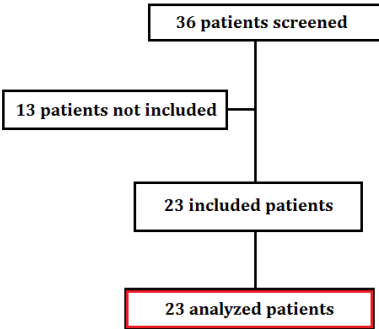 36 patients screened
13 patients not included
23 included patients
23 analyzed patients